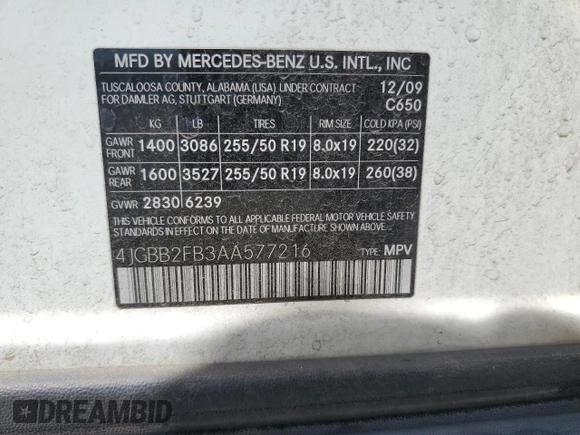 MFD BY MERCEDES-BENZ U.S. INTL., INC
TUSCALOOSA COUNTY, ALABAMA (USA) UNDER CONTRACT 12/09
FOR DAIMLER AG, STUTTGART (GERMANY) C650
KG LB TIRES RIM SIZE COLD KPA (PSI)
GAWR FRONT 1400 3086 255/50 R19 8.0x19 220(32)
GAWR REAR 1600 3527 255/50 R19 8.0x19 260(38)
GVWR 2830 6239
THIS VEHICLE CONFORMS TO ALL APPLICABLE FEDERAL MOTOR VEHICLE SAFETY
STANDARDS IN EFFECT ON THE DATE OF MANUFACTURE SHOWN ABOVE.
4JGBB2FB3AA577216 TYPE: MPV
DREAMBID